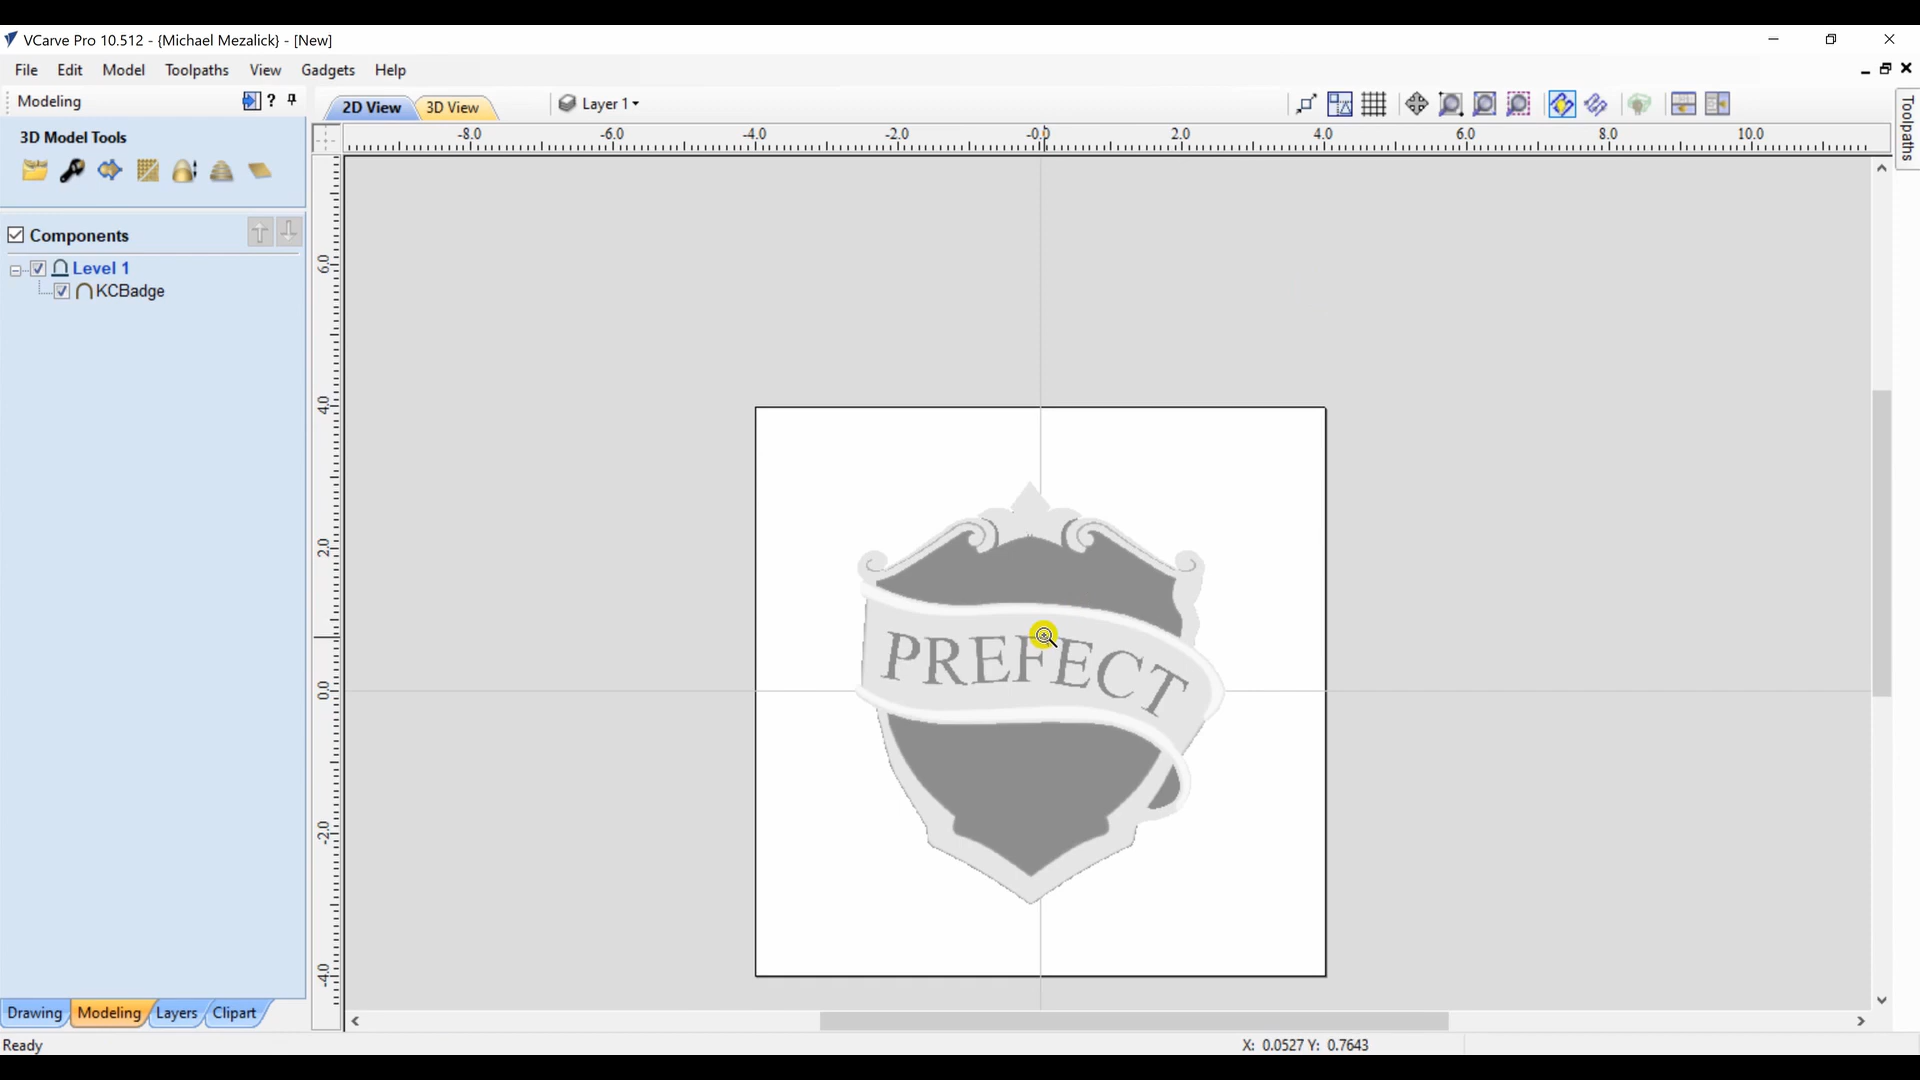 VCarve Pro 10.512 - {Michael Mezalick} - [New]
File Edit Model Toolpaths View Gadgets Help
Modeling
2D View 3D View Layer 1
Toolpaths
3D Model Tools
-8.0 -6.0 -4.0 -2.0 -0.0 2.0 4.0 6.0 8.0 10.0
Components
Level 1
KCBadge
6.0
4.0
2.0
0.0
-2.0
-4.0
PREFECT
Drawing Modeling Layers Clipart
Ready
X: 0.0527 Y: 0.7643